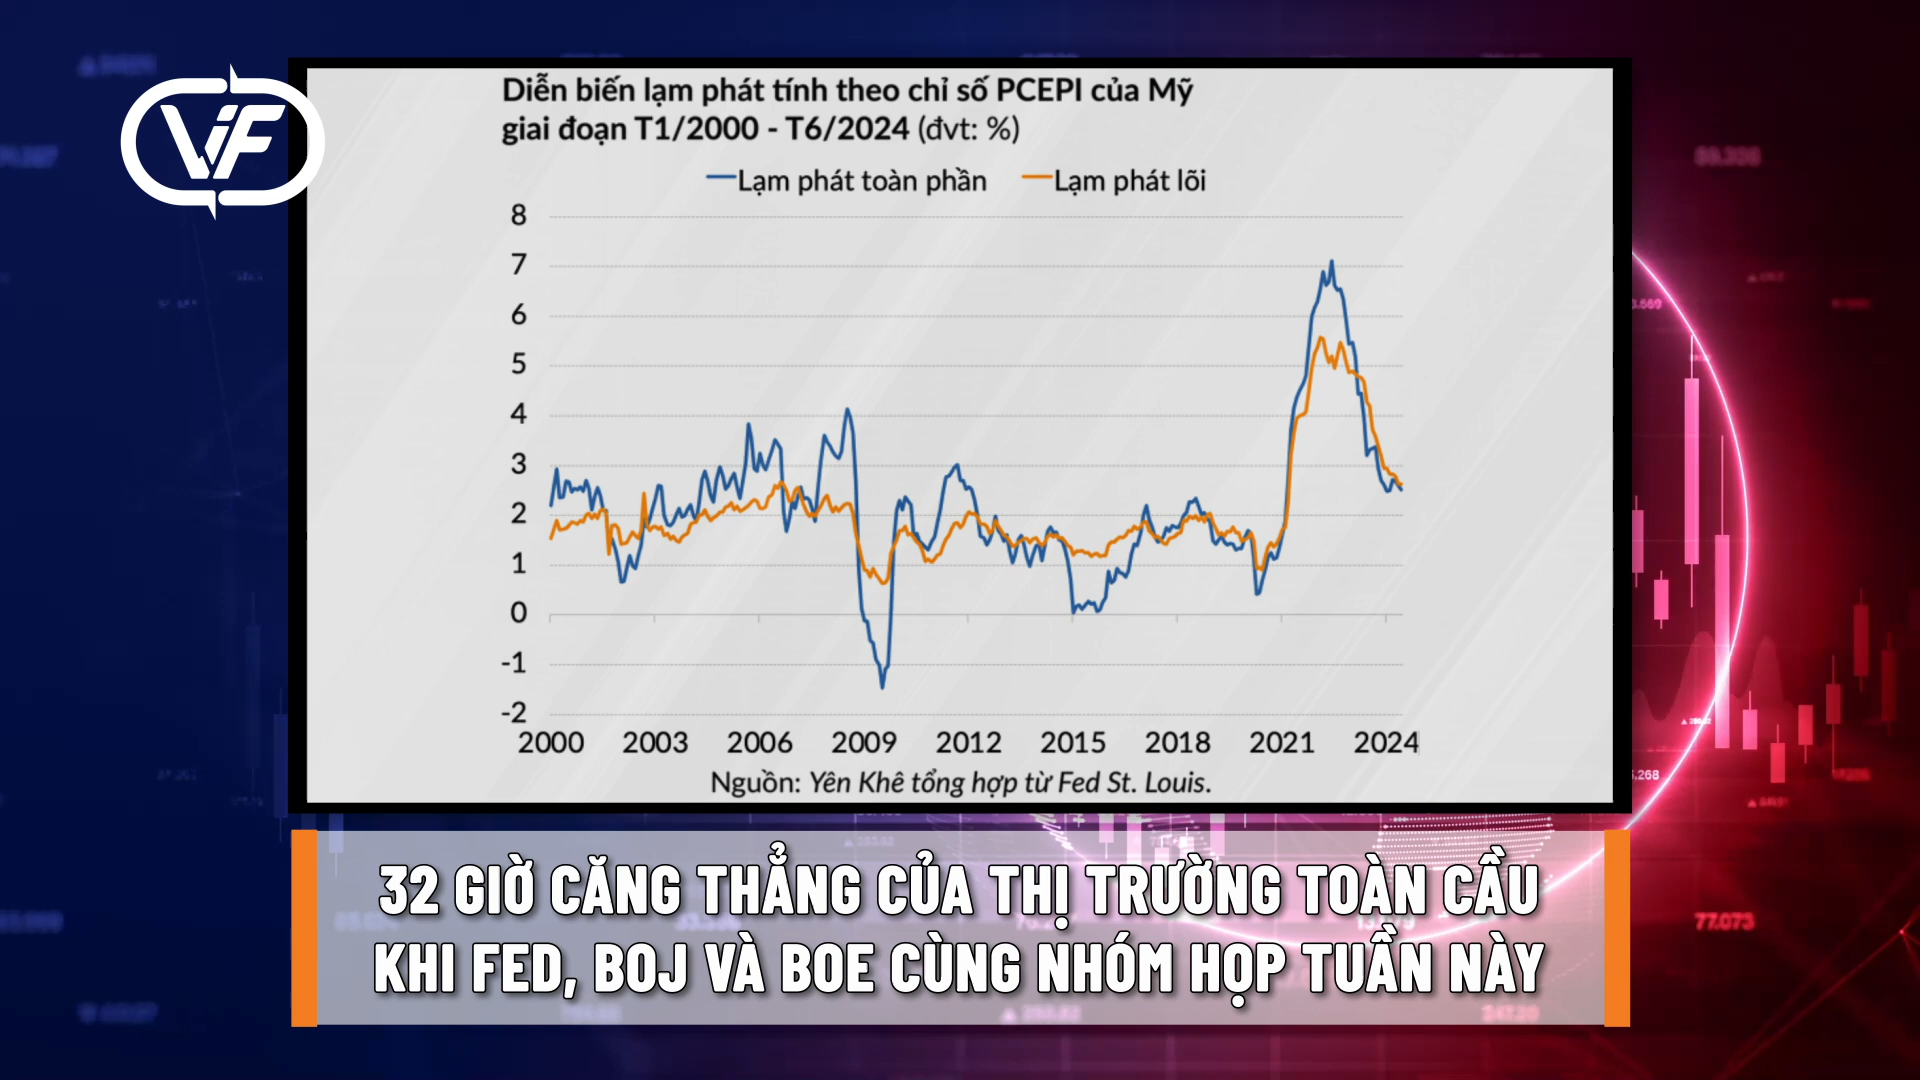 VIF
Diễn biến lạm phát tính theo chỉ số PCEPI của Mỹ
giai đoạn T1/2000 - T6/2024 (đvt: %)
Lạm phát toàn phần Lạm phát lõi
8
7
6
5
4
3
2
1
0
-1
-2
2000 2003 2006 2009 2012 2015 2018 2021 2024
Nguồn: Yên Khê tổng hợp từ Fed St. Louis.
32 GIỜ CĂNG THẲNG CỦA THỊ TRƯỜNG TOÀN CẦU
KHI FED, BOJ VÀ BOE CÙNG NHÓM HỌP TUẦN NÀY
77.073